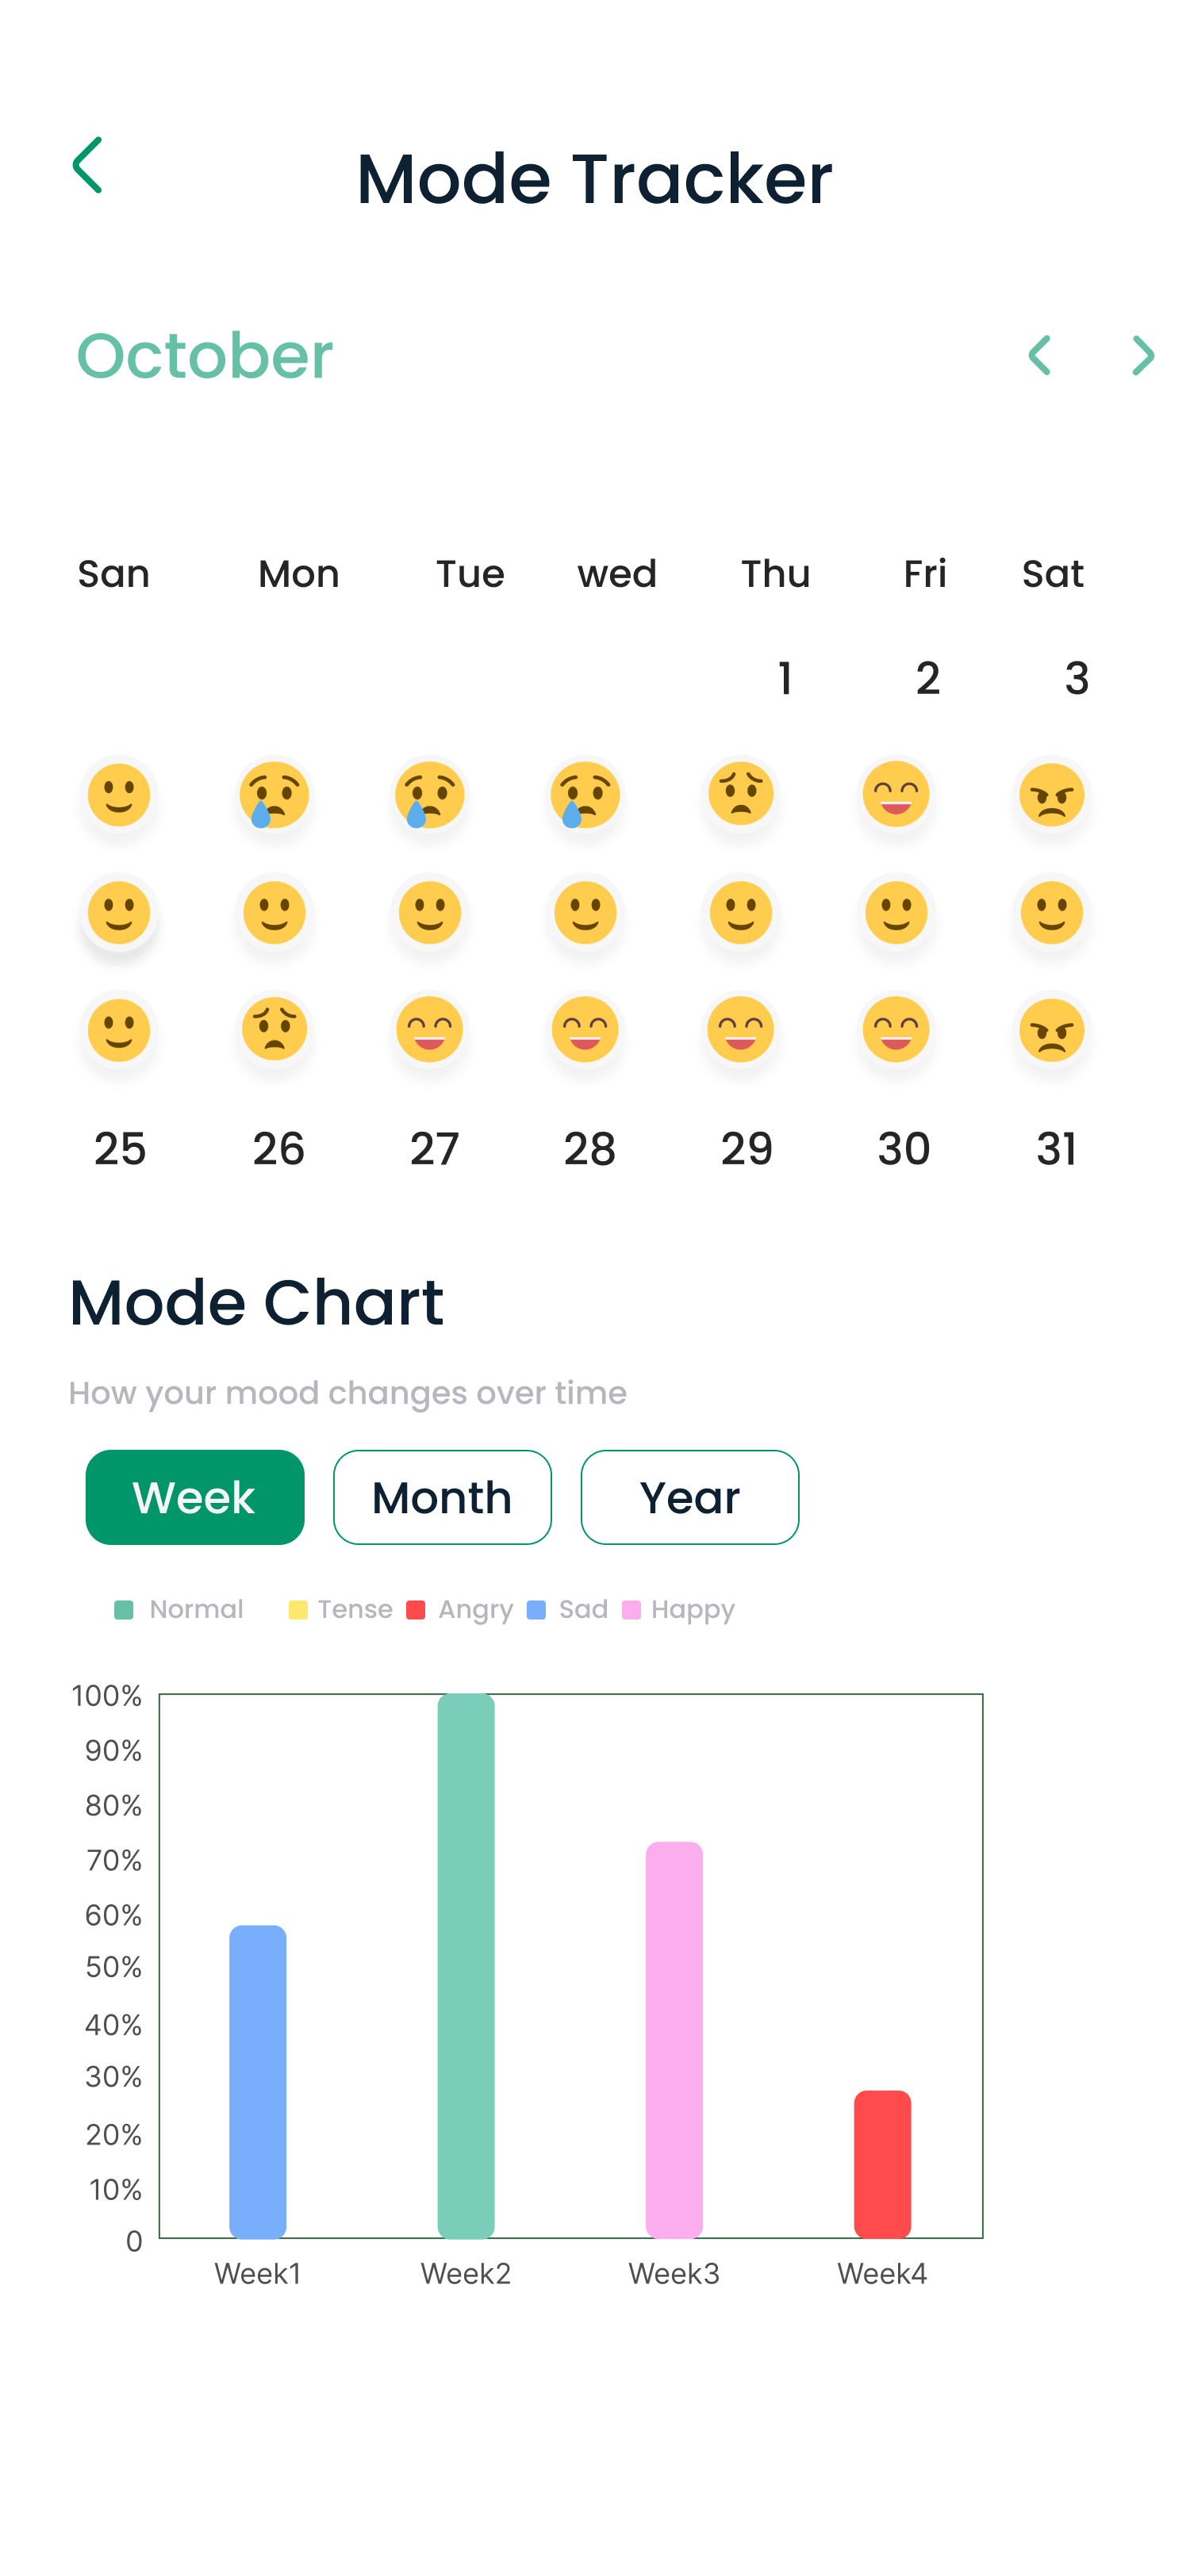 Mode Tracker
October
San Mon Tue wed Thu Fri Sat
1 2 3
25 26 27 28 29 30 31
Mode Chart
How your mood changes over time
Week Month Year
Normal Tense Angry Sad Happy
100%
90%
80%
70%
60%
50%
40%
30%
20%
10%
0
Week1 Week2 Week3 Week4